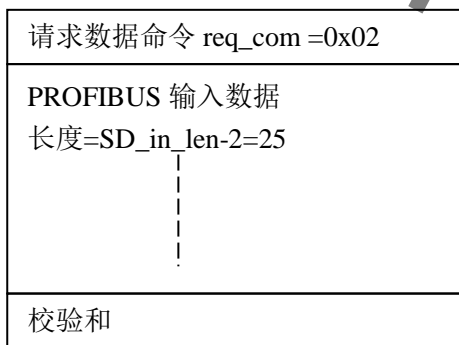 请求数据命令 req_com =0x02
PROFIBUS 输入数据
长度=SD_in_len-2=25
校验和